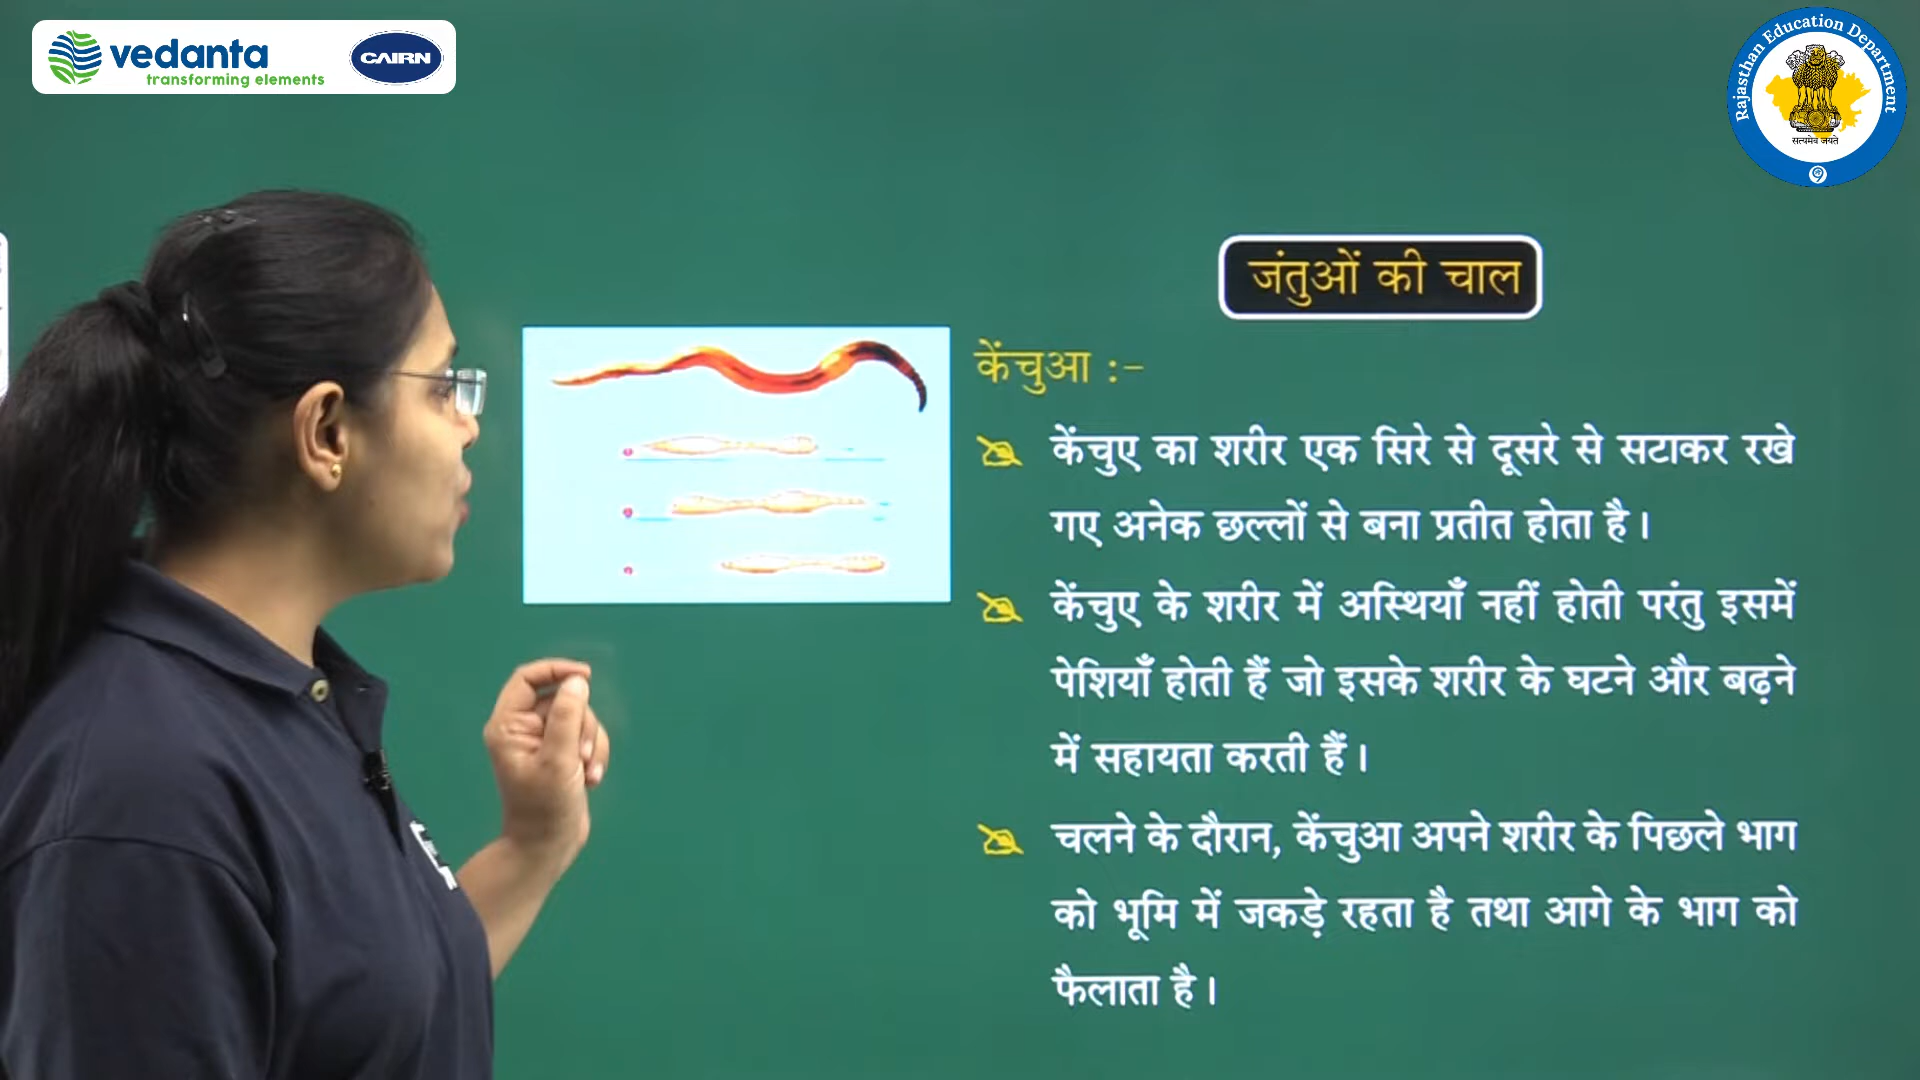 vedanta
transforming elements
CAIRN
Rajasthan Education Department
सत्यमेव जयते
जंतुओं की चाल
केंचुआ :-
केंचुए का शरीर एक सिरे से दूसरे से सटाकर रखे
गए अनेक छल्लों से बना प्रतीत होता है।
केंचुए के शरीर में अस्थियाँ नहीं होती परंतु इसमें
पेशियाँ होती हैं जो इसके शरीर के घटने और बढ़ने
में सहायता करती हैं।
चलने के दौरान, केंचुआ अपने शरीर के पिछले भाग
को भूमि में जकड़े रहता है तथा आगे के भाग को
फैलाता है।